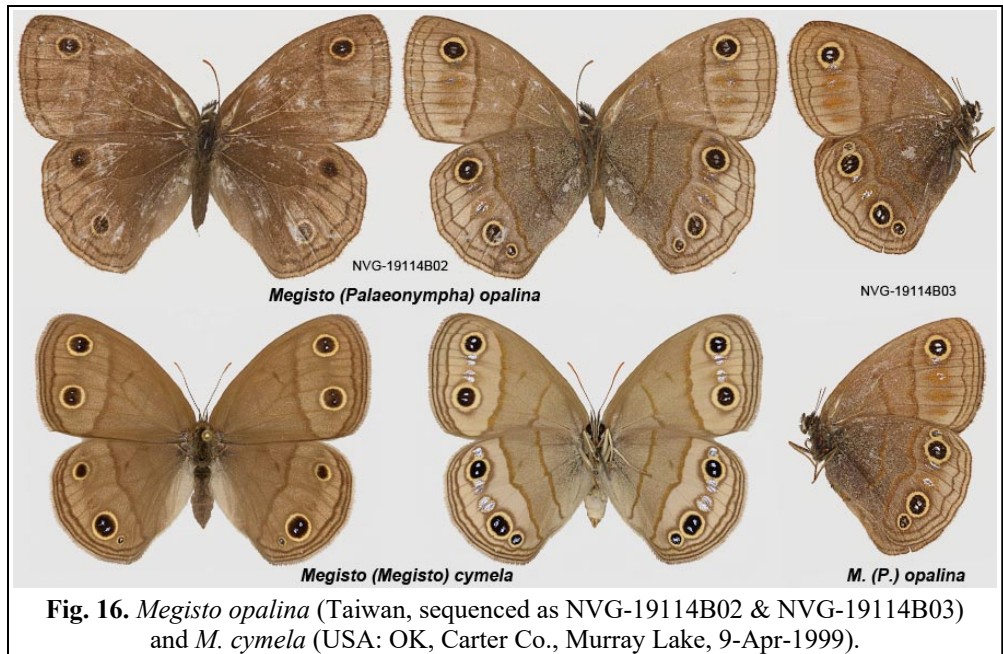 NVG-19114B02
Megisto (Palaeonympha) opalina
NVG-19114B03
Megisto (Megisto) cymela
M. (P.) opalina
Fig. 16. Megisto opalina (Taiwan, sequenced as NVG-19114B02 & NVG-19114B03)
and M. cymela (USA: OK, Carter Co., Murray Lake, 9-Apr-1999).